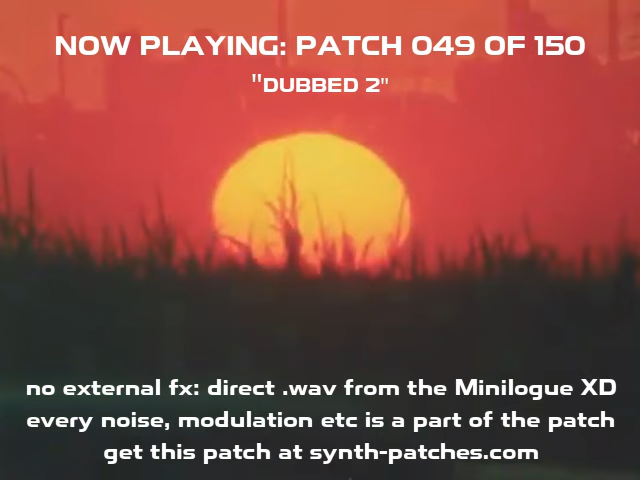 NOW PLAYING: PATCH 049 OF 150
"DUBBED 2"
no external fx: direct .wav from the Minilogue XD
every noise, modulation etc is a part of the patch
get this patch at synth-patches.com